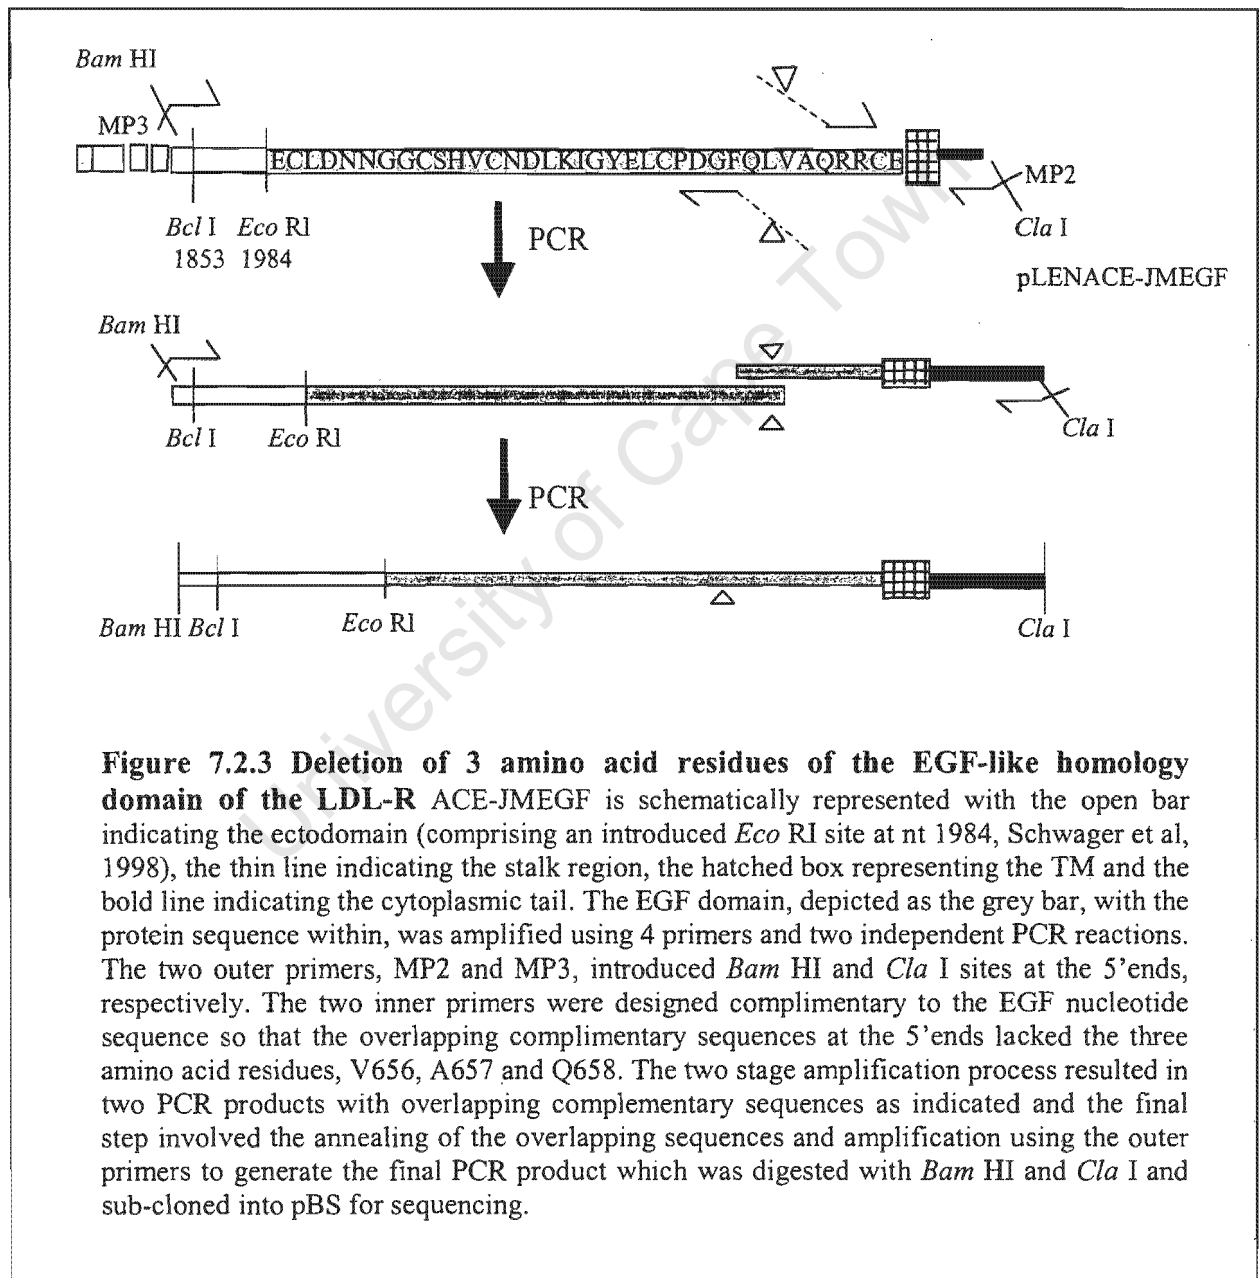 Bam HI
MP3
ECLDNNGGCSHVCNDLKIGYELCPDGFQLVAQRRCE
MP2
Bcl I Eco RI
Cla I
1853 1984
PCR
pLENACE-JMEGF
Bam HI
Bcl I
Eco RI
Cla I
PCR
Bam HI Bcl I
Eco RI
Cla I
University of Cape Town
Figure 7.2.3 Deletion of 3 amino acid residues of the EGF-like homology
domain of the LDL-R ACE-JMEGF is schematically represented with the open bar
indicating the ectodomain (comprising an introduced Eco RI site at nt 1984, Schwager et al,
1998), the thin line indicating the stalk region, the hatched box representing the TM and the
bold line indicating the cytoplasmic tail. The EGF domain, depicted as the grey bar, with the
protein sequence within, was amplified using 4 primers and two independent PCR reactions.
The two outer primers, MP2 and MP3, introduced Bam HI and Cla I sites at the 5'ends,
respectively. The two inner primers were designed complimentary to the EGF nucleotide
sequence so that the overlapping complimentary sequences at the 5'ends lacked the three
amino acid residues, V656, A657 and Q658. The two stage amplification process resulted in
two PCR products with overlapping complementary sequences as indicated and the final
step involved the annealing of the overlapping sequences and amplification using the outer
primers to generate the final PCR product which was digested with Bam HI and Cla I and
sub-cloned into pBS for sequencing.